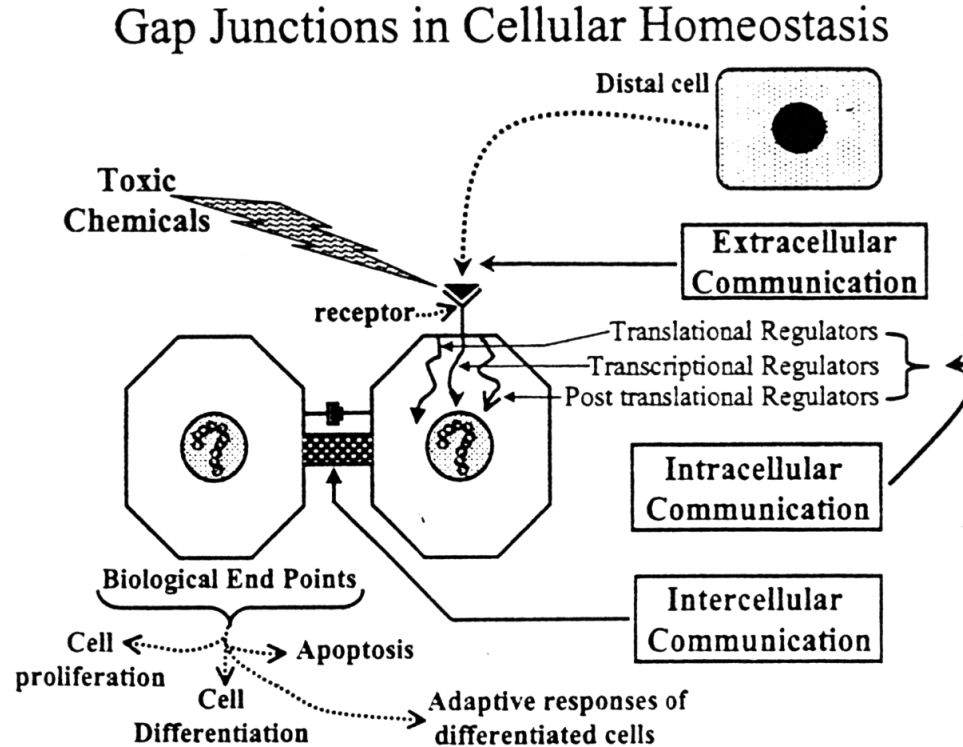 Gap Junctions in Cellular Homeostasis
Distal cell
Toxic
Chemicals
Extracellular
Communication
receptor
Translational Regulators
Transcriptional Regulators
Post translational Regulators
Intracellular
Communication
Biological End Points
Intercellular
Communication
Cell
proliferation
Apoptosis
Cell
Differentiation
Adaptive responses of
differentiated cells